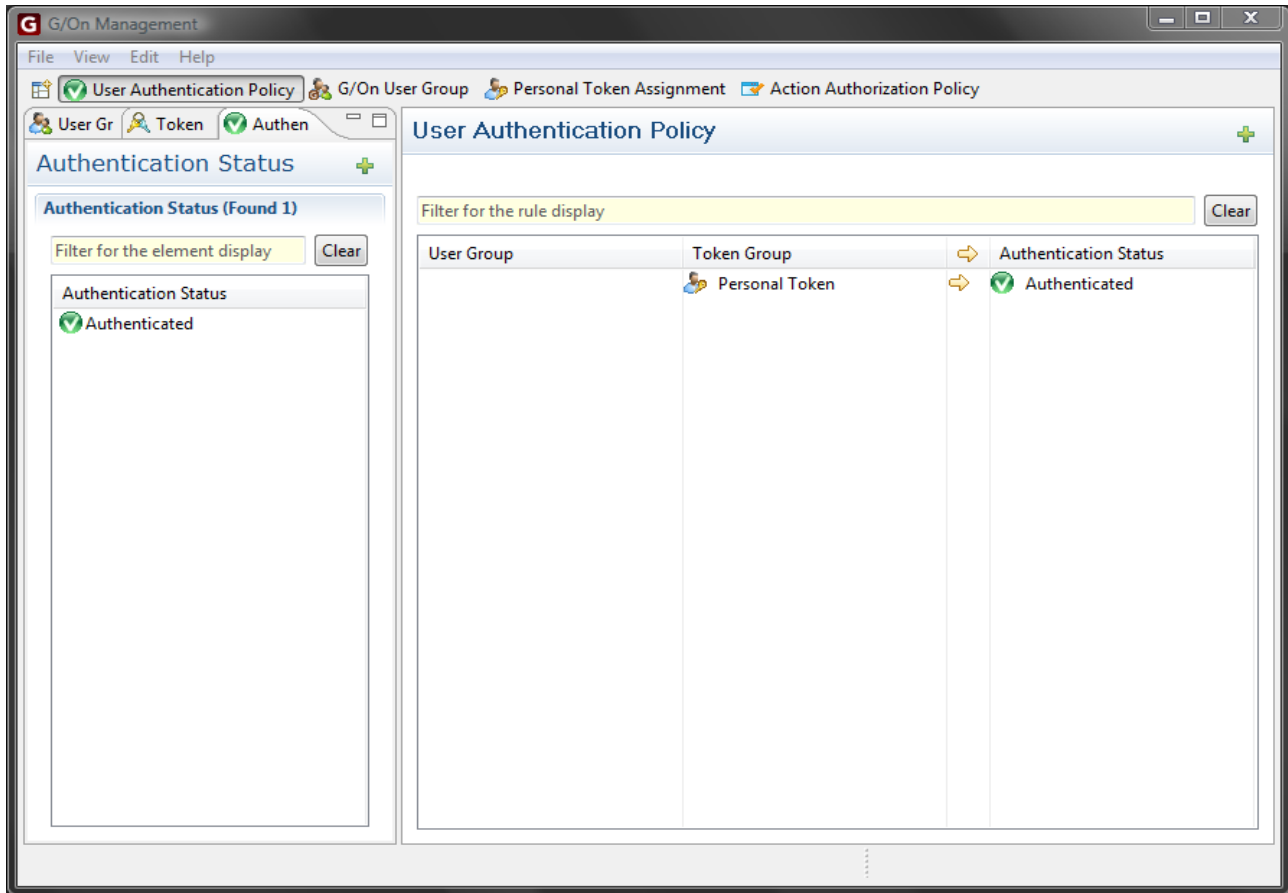 G G/On Management
File View Edit Help
User Authentication Policy G/On User Group Personal Token Assignment Action Authorization Policy
User Gr Token Authen
Authentication Status
Authentication Status (Found 1)
Filter for the element display Clear
Authentication Status
Authenticated
User Authentication Policy
Filter for the rule display Clear
User Group Token Group Authentication Status
Personal Token Authenticated